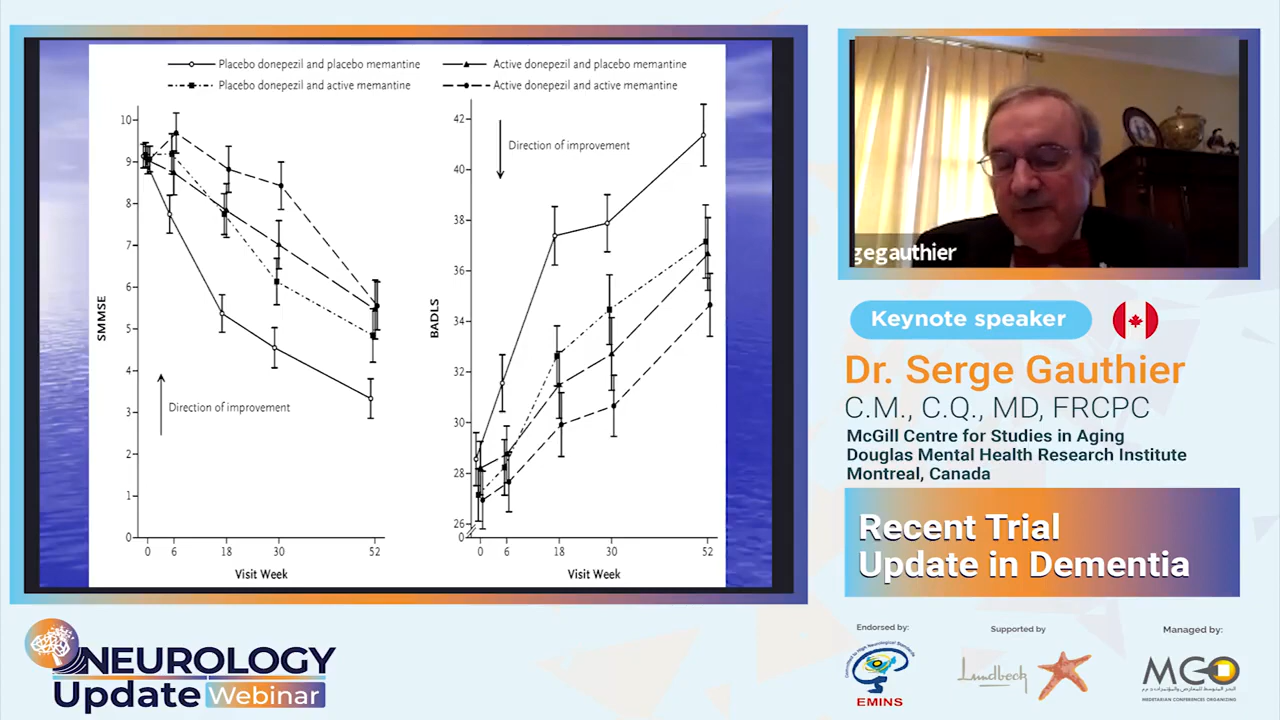 Placebo donepezil and placebo memantine
Active donepezil and placebo memantine
Placebo donepezil and active memantine
Active donepezil and active memantine
SMMSE
10
9
8
7
6
5
4
3
2
1
0
Direction of improvement
0 6 18 30 52
Visit Week
BADLS
42
40
38
36
34
32
30
28
26
0
Direction of improvement
0 6 18 30 52
Visit Week
gegauthier
Keynote speaker
Dr. Serge Gauthier
C.M., C.Q., MD, FRCPC
McGill Centre for Studies in Aging
Douglas Mental Health Research Institute
Montreal, Canada
Recent Trial
Update in Dementia
NEUROLOGY
Update Webinar
Endorsed by:
EMINS
Supported by
Lundbeck
Managed by:
MCO
MEDITARIAN CONFERENCES ORGANIZING